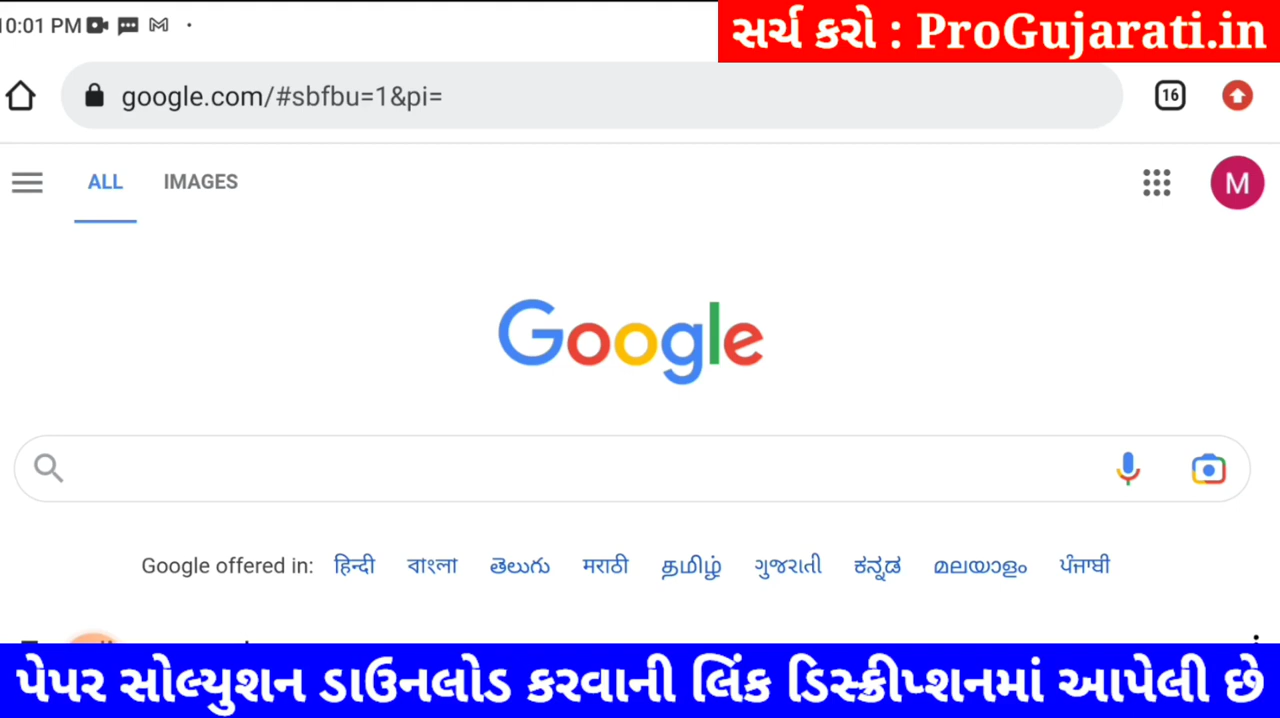 10:01 PM
સર્ચ કરો : ProGujarati.in
google.com/#sbfbu=1&pi=
16
ALL IMAGES
M
Google
Google offered in: हिन्दी বাংলা తెలుగు मराठी தமிழ் ગુજરાતી ಕನ್ನಡ മലയാളം ਪੰਜਾਬੀ
પેપર સોલ્યુશન ડાઉનલોડ કરવાની લિંક ડિસ્ક્રીપ્શનમાં આપેલી છે